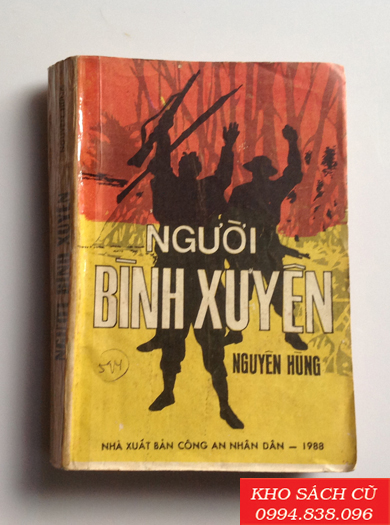 NGƯỜI
BÌNH XUYÊN
NGUYÊN HÙNG
544
NHÀ XUẤT BẢN CÔNG AN NHÂN DÂN – 1988
NGƯỜI BÌNH XUYÊN
KHO SÁCH CŨ
0994.838.096